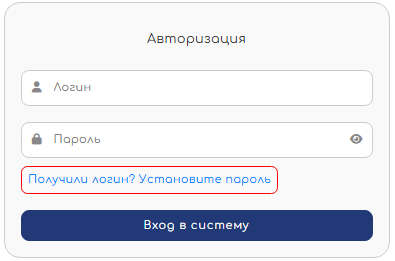 Авторизация
Логин
Пароль
Получили логин? Установите пароль
Вход в систему